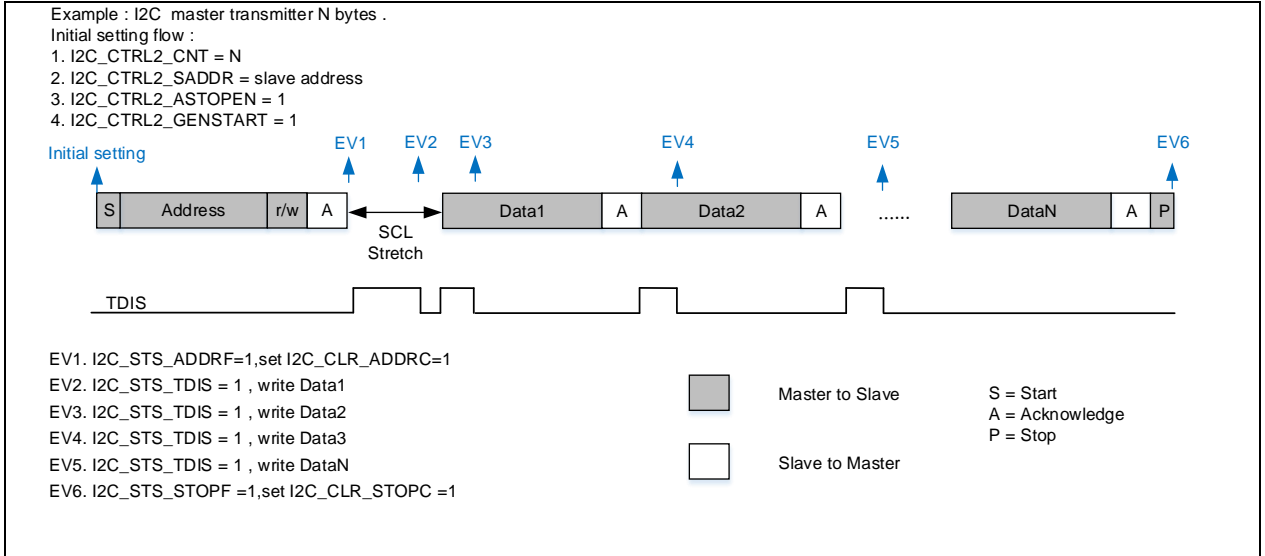 Example : I2C  master transmitter N bytes .
Initial setting flow :
1. I2C_CTRL2_CNT = N
2. I2C_CTRL2_SADDR = slave address
3. I2C_CTRL2_ASTOPEN = 1
4. I2C_CTRL2_GENSTART = 1
Initial setting
EV1
EV2
EV3
EV4
EV5
EV6
S
Address
r/w
A
SCL
Stretch
Data1
A
Data2
A
......
DataN
A
P
TDIS
EV1. I2C_STS_ADDRF=1,set I2C_CLR_ADDRC=1
EV2. I2C_STS_TDIS = 1 , write Data1
EV3. I2C_STS_TDIS = 1 , write Data2
EV4. I2C_STS_TDIS = 1 , write Data3
EV5. I2C_STS_TDIS = 1 , write DataN
EV6. I2C_STS_STOPF =1,set I2C_CLR_STOPC =1
Master to Slave
Slave to Master
S = Start
A = Acknowledge
P = Stop